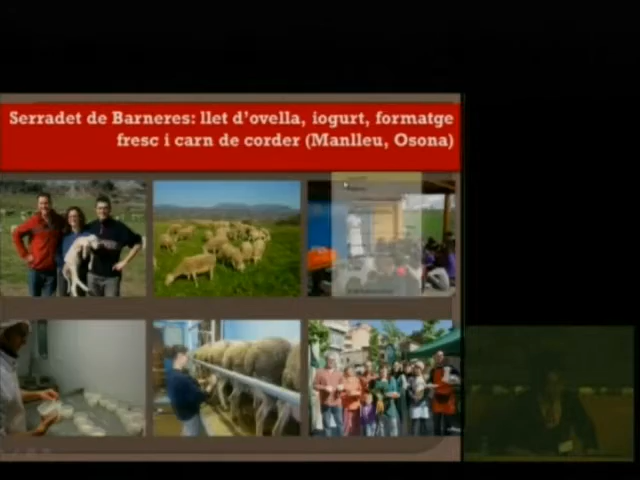 Serradet de Barneres: llet d'ovella, iogurt, formatge
fresc i carn de corder (Manlleu, Osona)